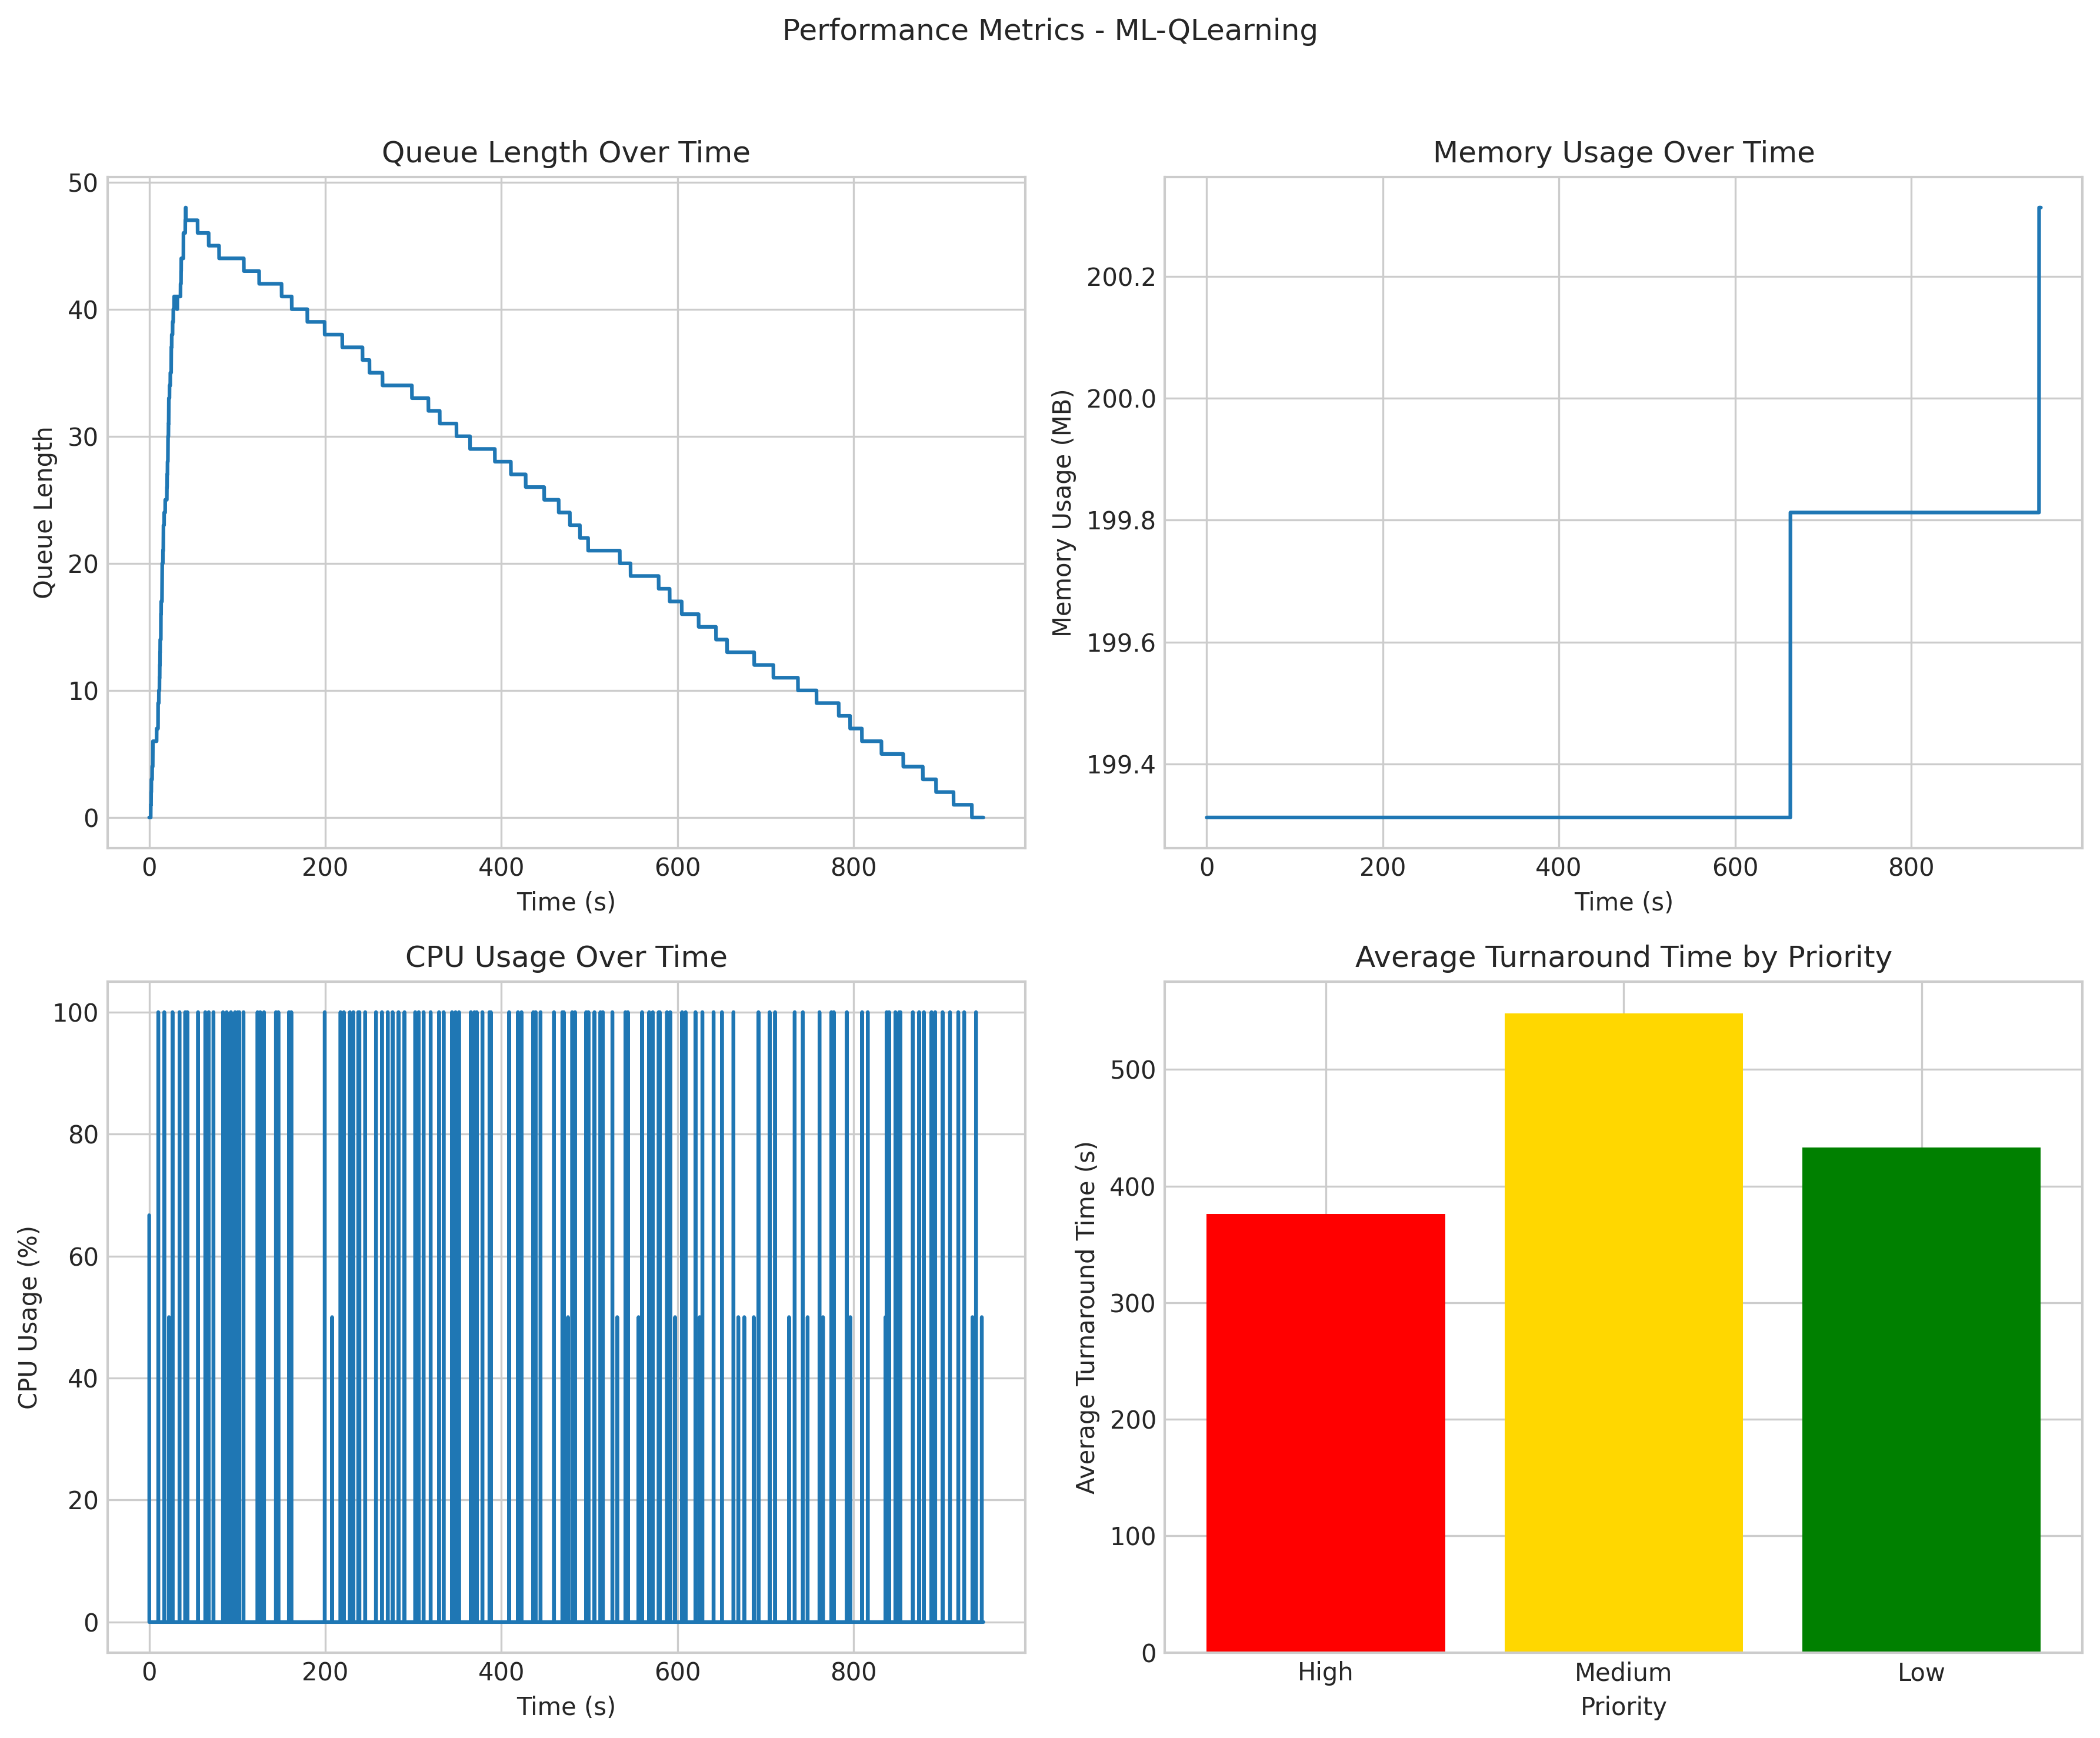 Performance Metrics - ML-QLearning
Queue Length Over Time
50
40
30
20
10
0
Queue Length
0 200 400 600 800
Time (s)
Memory Usage Over Time
200.2
200.0
199.8
199.6
199.4
Memory Usage (MB)
0 200 400 600 800
Time (s)
CPU Usage Over Time
100
80
60
40
20
0
CPU Usage (%)
0 200 400 600 800
Time (s)
Average Turnaround Time by Priority
500
400
300
200
100
0
Average Turnaround Time (s)
High Medium Low
Priority